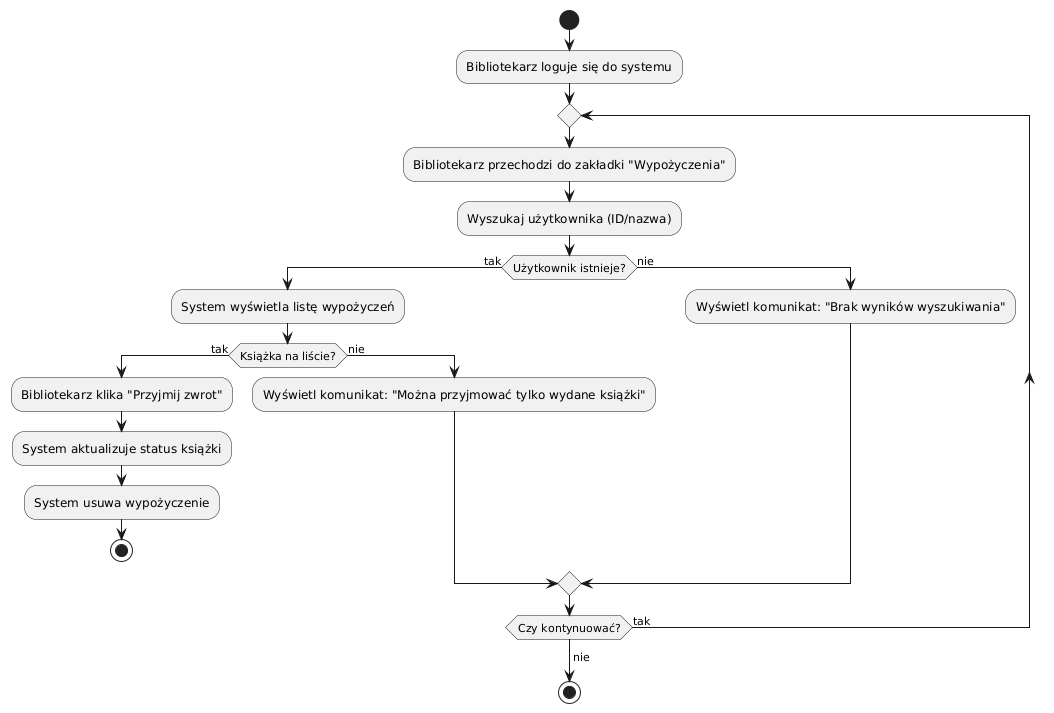 Bibliotekarz loguje się do systemu
Bibliotekarz przechodzi do zakładki "Wypożyczenia"
Wyszukaj użytkownika (ID/nazwa)
tak
Użytkownik istnieje?
nie
System wyświetla listę wypożyczeń
Wyświetl komunikat: "Brak wyników wyszukiwania"
tak
Książka na liście?
nie
Bibliotekarz klika "Przyjmij zwrot"
Wyświetl komunikat: "Można przyjmować tylko wydane książki"
System aktualizuje status książki
System usuwa wypożyczenie
Czy kontynuować?
tak
nie